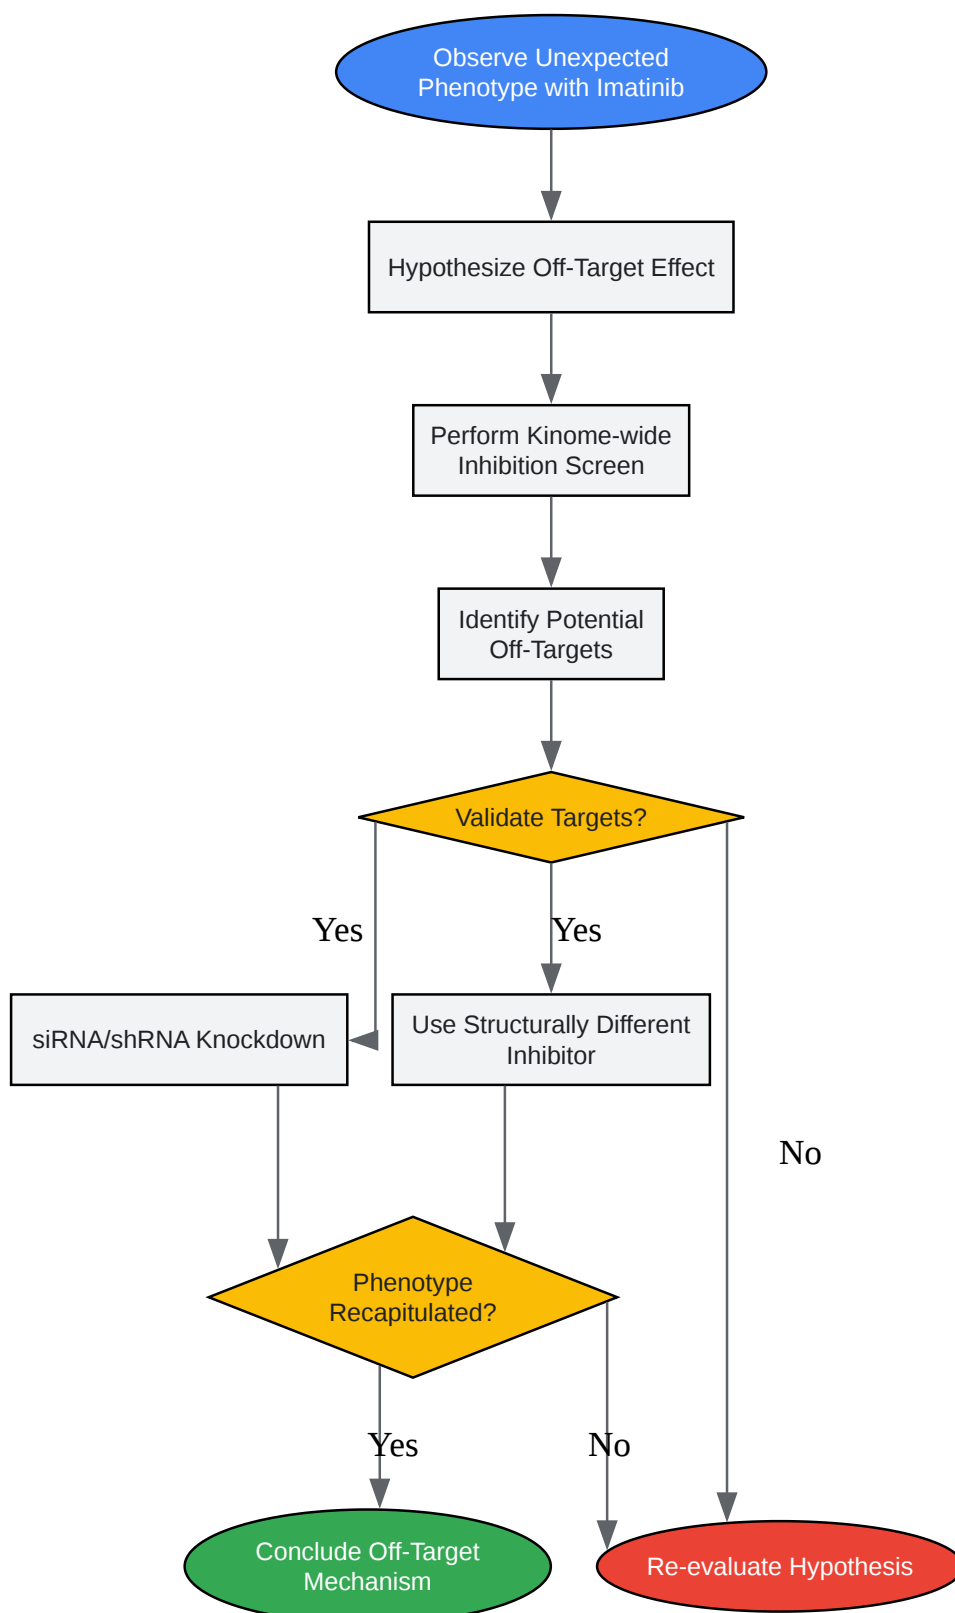 Observe Unexpected
Phenotype with Imatinib
Hypothesize Off-Target Effect
Perform Kinome-wide
Inhibition Screen
Identify Potential
Off-Targets
Validate Targets?
Yes
Yes
siRNA/shRNA Knockdown
Use Structurally Different
Inhibitor
No
Phenotype
Recapitulated?
Yes
No
Conclude Off-Target
Mechanism
Re-evaluate Hypothesis